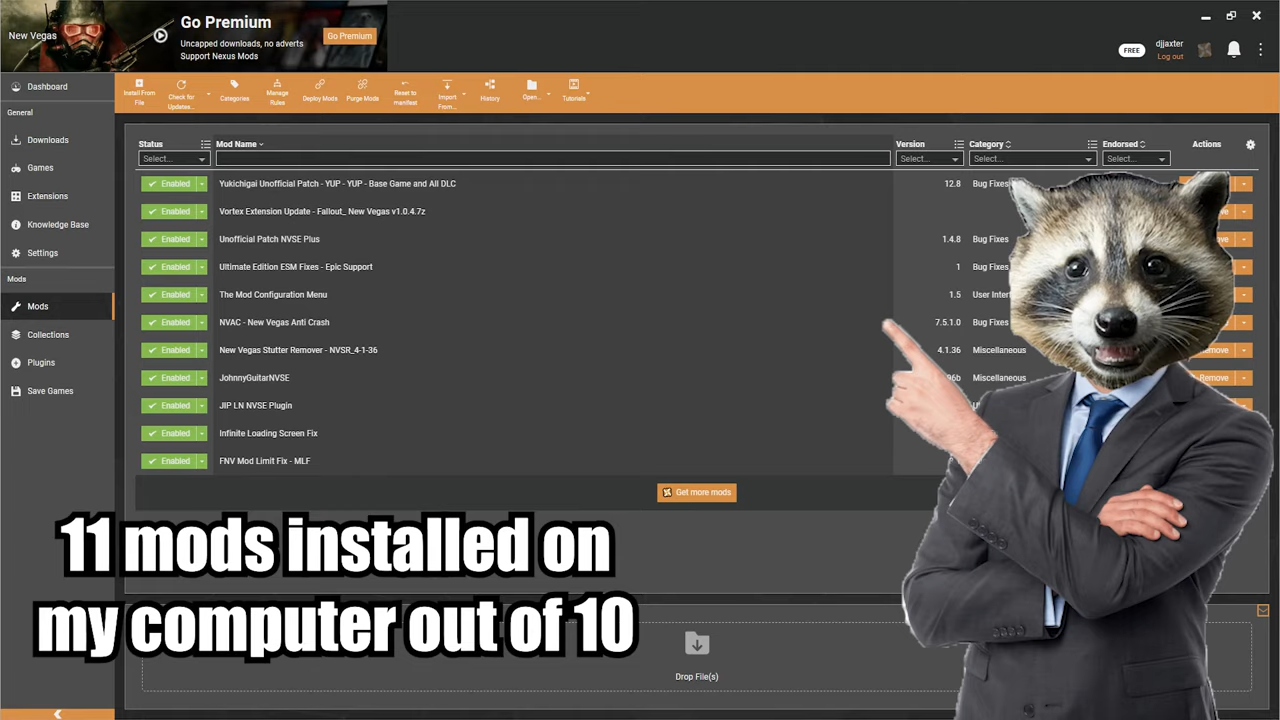 New Vegas
Go Premium
Uncapped downloads, no adverts
Support Nexus Mods
Go Premium
FREE
djjaxter
Log out
Dashboard
General
Downloads
Games
Extensions
Knowledge Base
Settings
Mods
Mods
Collections
Plugins
Save Games
Install From
File
Check for
Updates...
Categories
Manage
Rules
Deploy Mods
Purge Mods
Reset to
manifest
Import
From...
History
Open...
Tutorials
Status Mod Name Version Category Endorsed Actions
Select... Select... Select... Select...
Enabled Yukichigai Unofficial Patch - YUP - YUP - Base Game and All DLC 12.8 Bug Fixes
Enabled Vortex Extension Update - Fallout_ New Vegas v1.0.4.7z
Enabled Unofficial Patch NVSE Plus 1.4.8 Bug Fixes
Enabled Ultimate Edition ESM Fixes - Epic Support 1 Bug Fixes
Enabled The Mod Configuration Menu 1.5 User Interf
Enabled NVAC - New Vegas Anti Crash 7.5.1.0 Bug Fixes
Enabled New Vegas Stutter Remover - NVSR_4-1-36 4.1.36 Miscellaneous emove
Enabled JohnnyGuitarNVSE 96b Miscellaneous Remove
Enabled JIP LN NVSE Plugin
Enabled Infinite Loading Screen Fix
Enabled FNV Mod Limit Fix - MLF
Get more mods
11 mods installed on
my computer out of 10
Drop File(s)